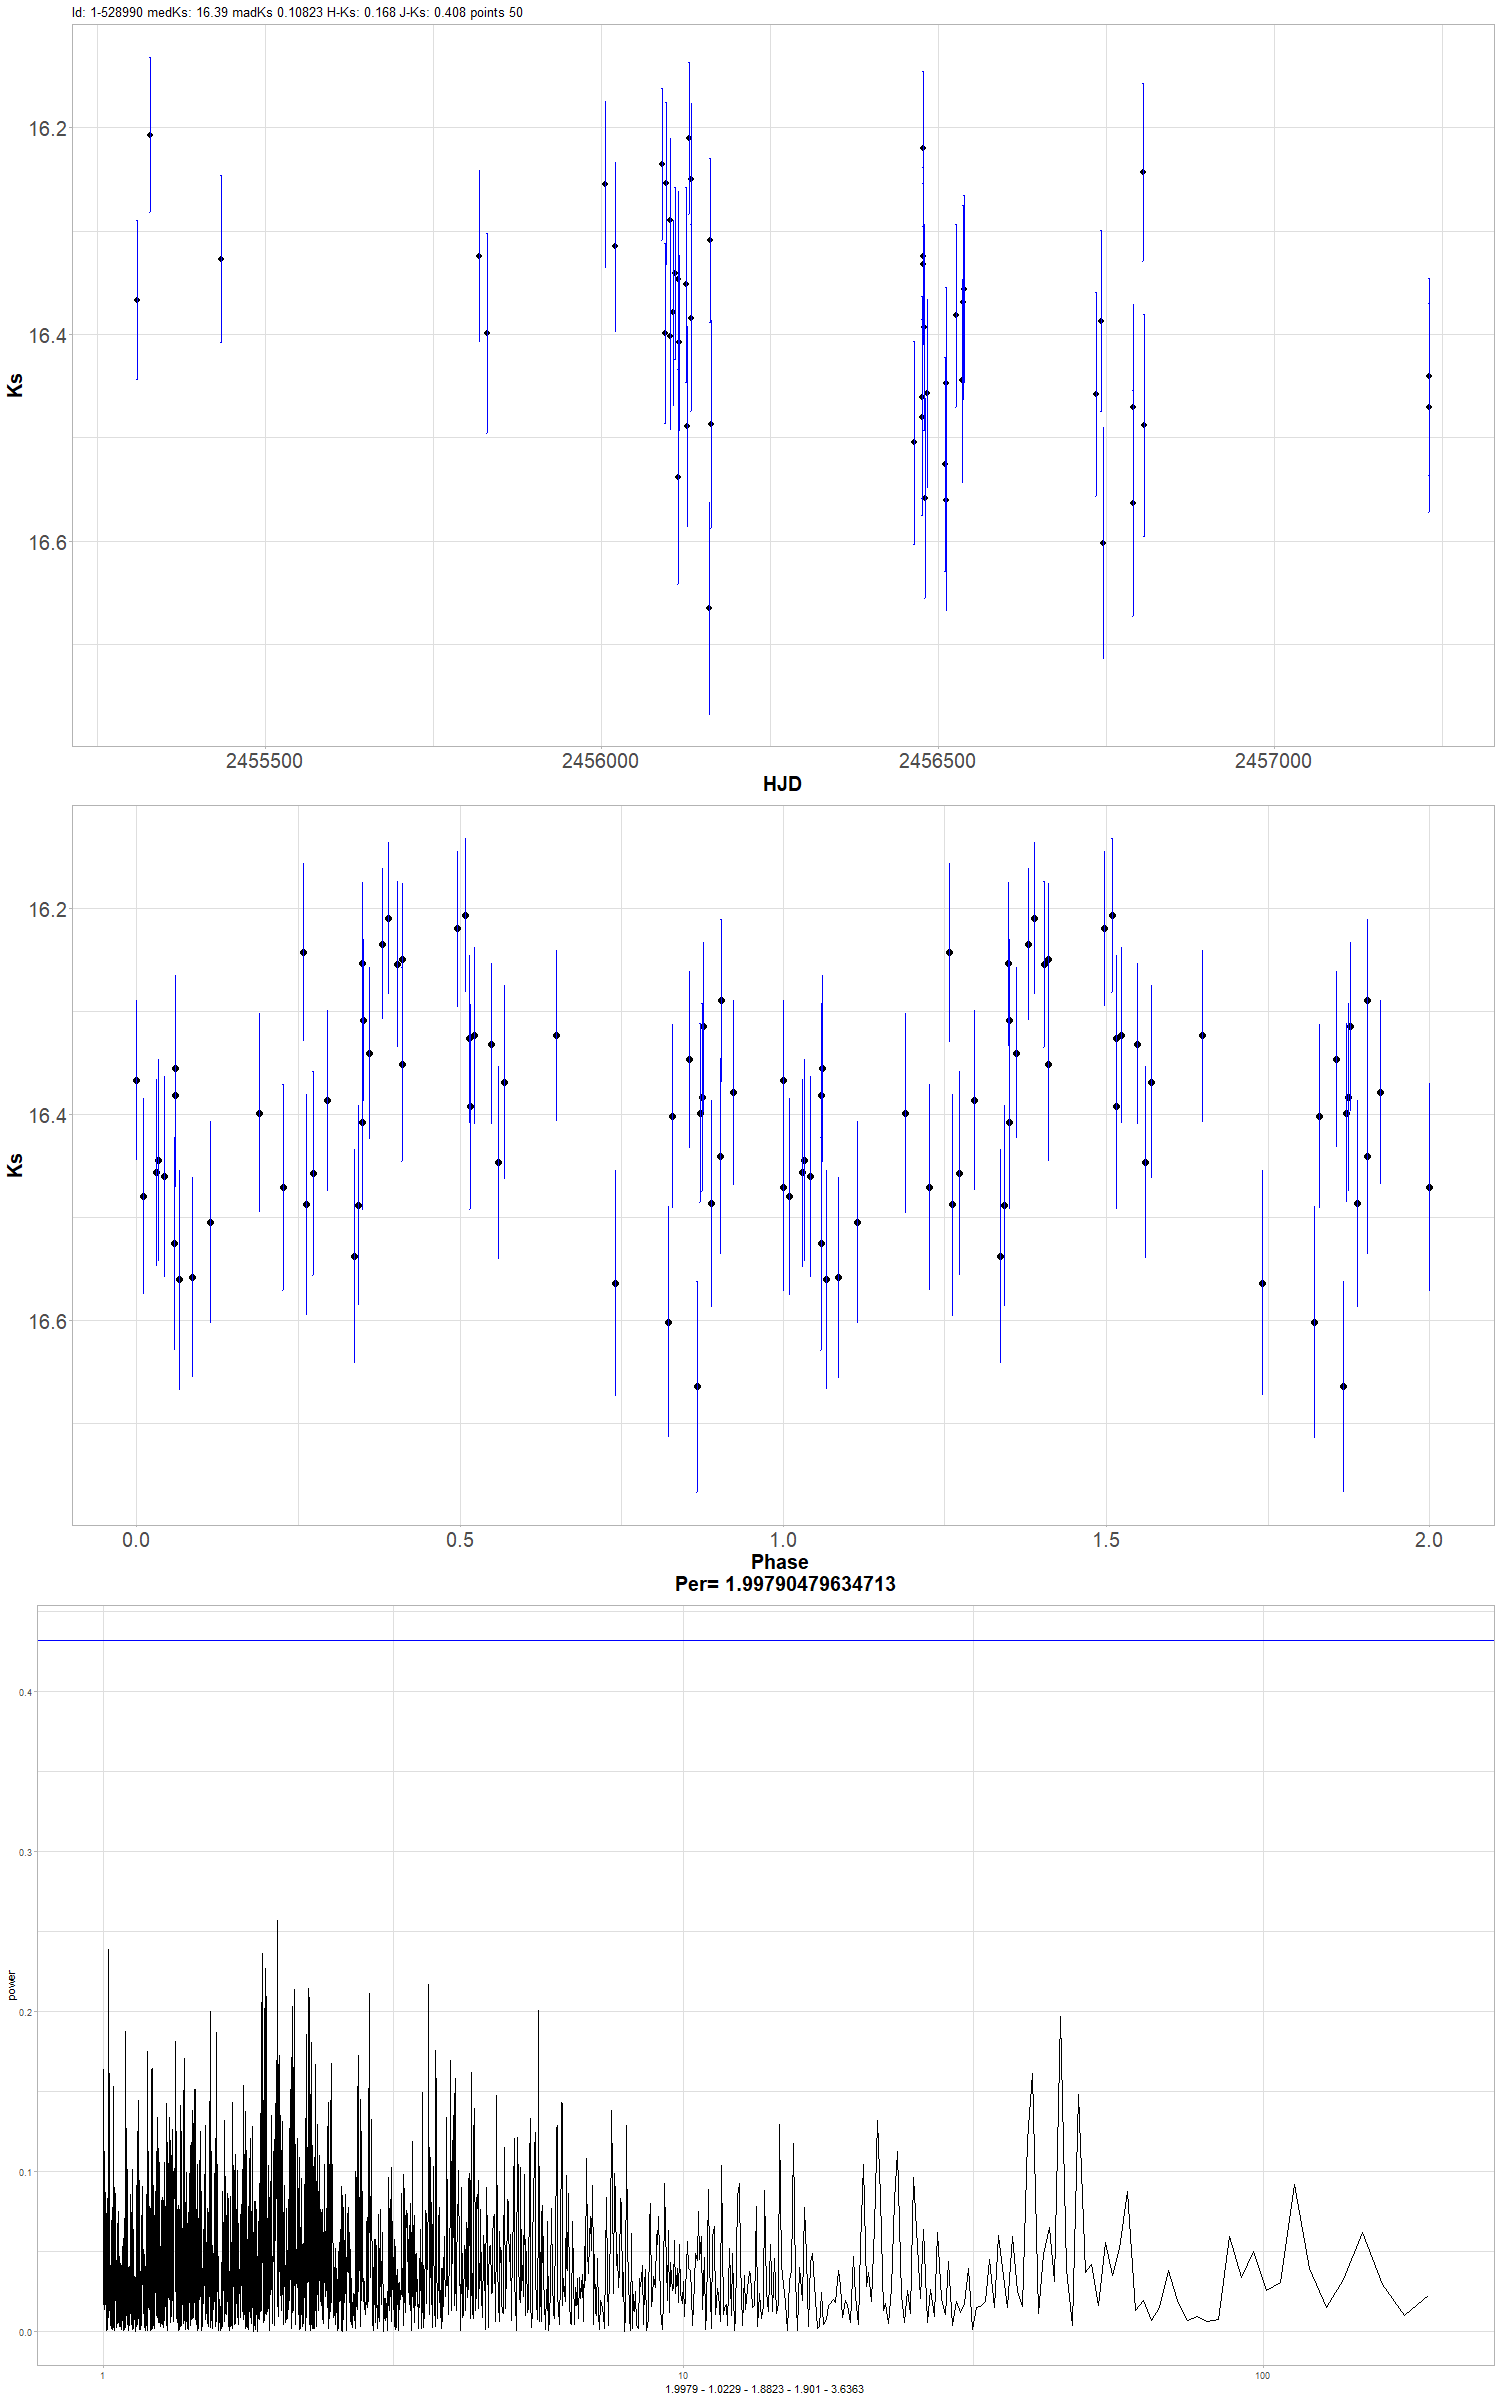 Id: 1-528990 medKs: 16.39 madKs 0.10823 H-Ks: 0.168 J-Ks: 0.408 points 50
16.2
16.4
16.6
Ks
2455500 2456000 2456500 2457000
HJD
16.2
16.4
16.6
Ks
0.0 0.5 1.0 1.5 2.0
Phase
Per= 1.99790479634713
0.4
0.3
0.2
0.1
0.0
power
1 10 100
1.9979 - 1.0229 - 1.8823 - 1.901 - 3.6363